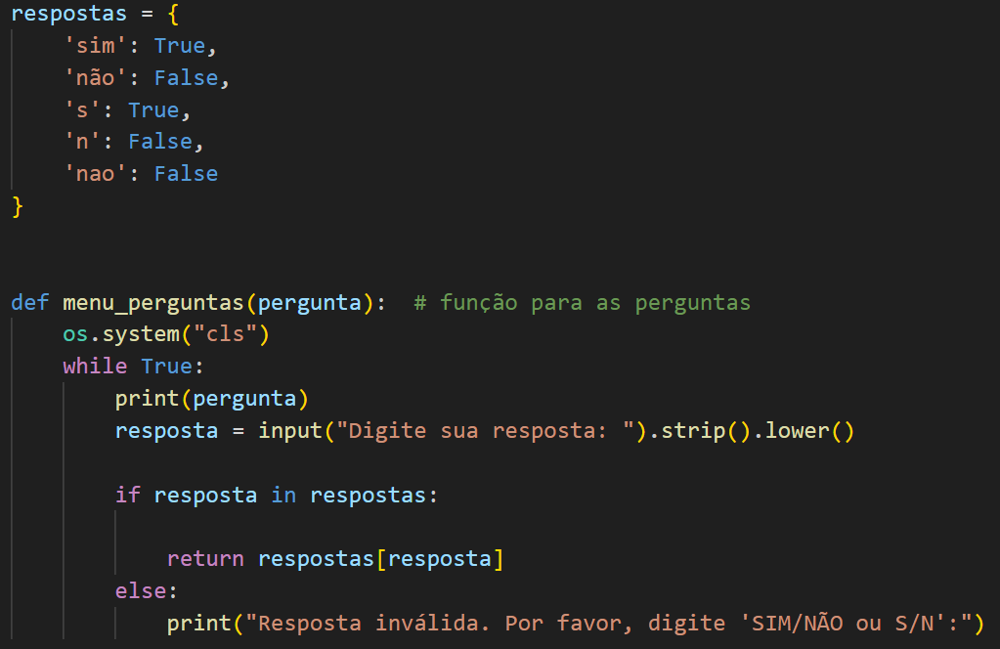 respostas = {
    'sim': True,
    'não': False,
    's': True,
    'n': False,
    'nao': False
}
def menu_perguntas(pergunta):  # função para as perguntas
    os.system("cls")
    while True:
        print(pergunta)
        resposta = input("Digite sua resposta: ").strip().lower()
        if resposta in respostas:
            return respostas[resposta]
        else:
            print("Resposta inválida. Por favor, digite 'SIM/NÃO ou S/N':")